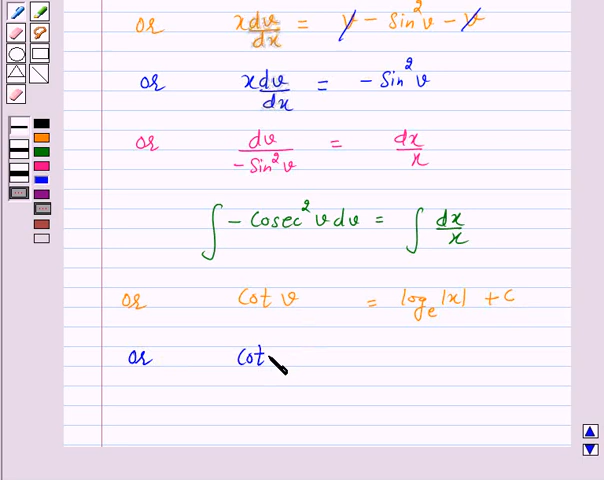 or x dv/dx = v - Sin²v - v
or x dv/dx = - Sin²v
or dv/- Sin²v = dx/x
∫ - Cosec²v dv = ∫ dx/x
or Cot v = logₑ |x| + C
or Cot